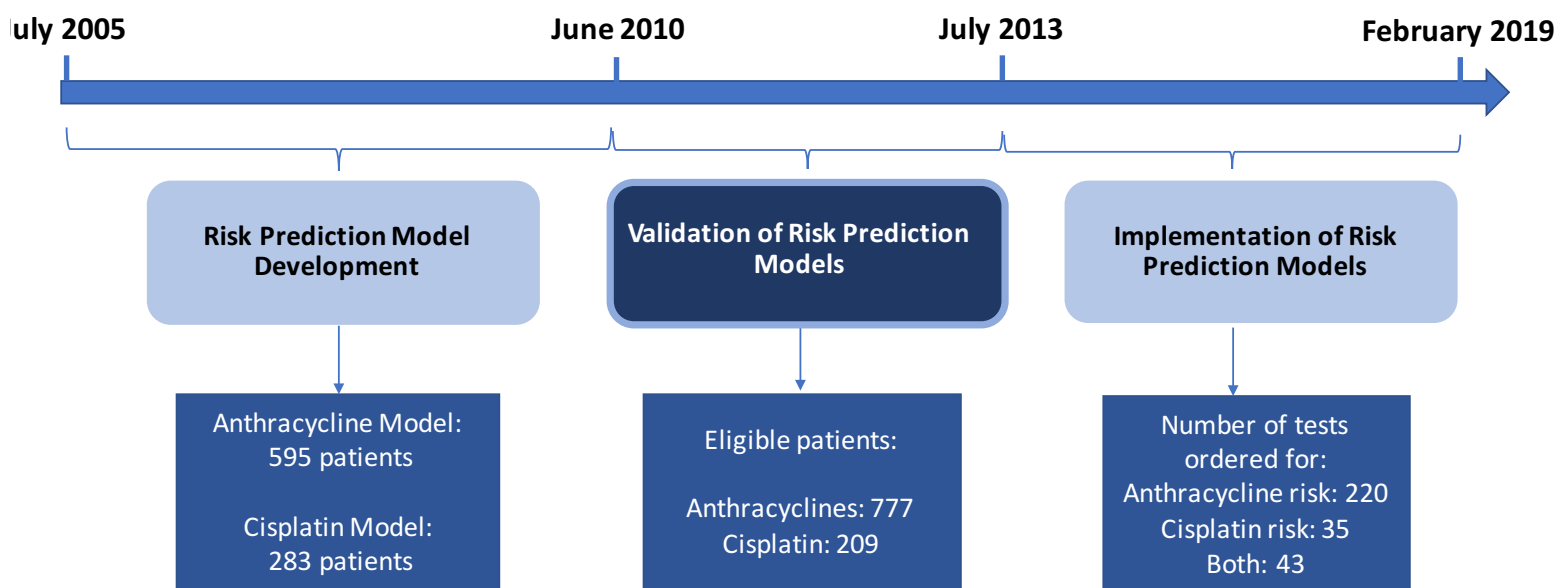 uly 2005
June 2010
July 2013
February 2019
Risk Prediction Model
Development
Validation of Risk Prediction
Models
Implementation of Risk
Prediction Models
Anthracycline Model:
595 patients
Cisplatin Model:
283 patients
Eligible patients:
Anthracyclines: 777
Cisplatin: 209
Number of tests
ordered for:
Anthracycline risk: 220
Cisplatin risk: 35
Both: 43